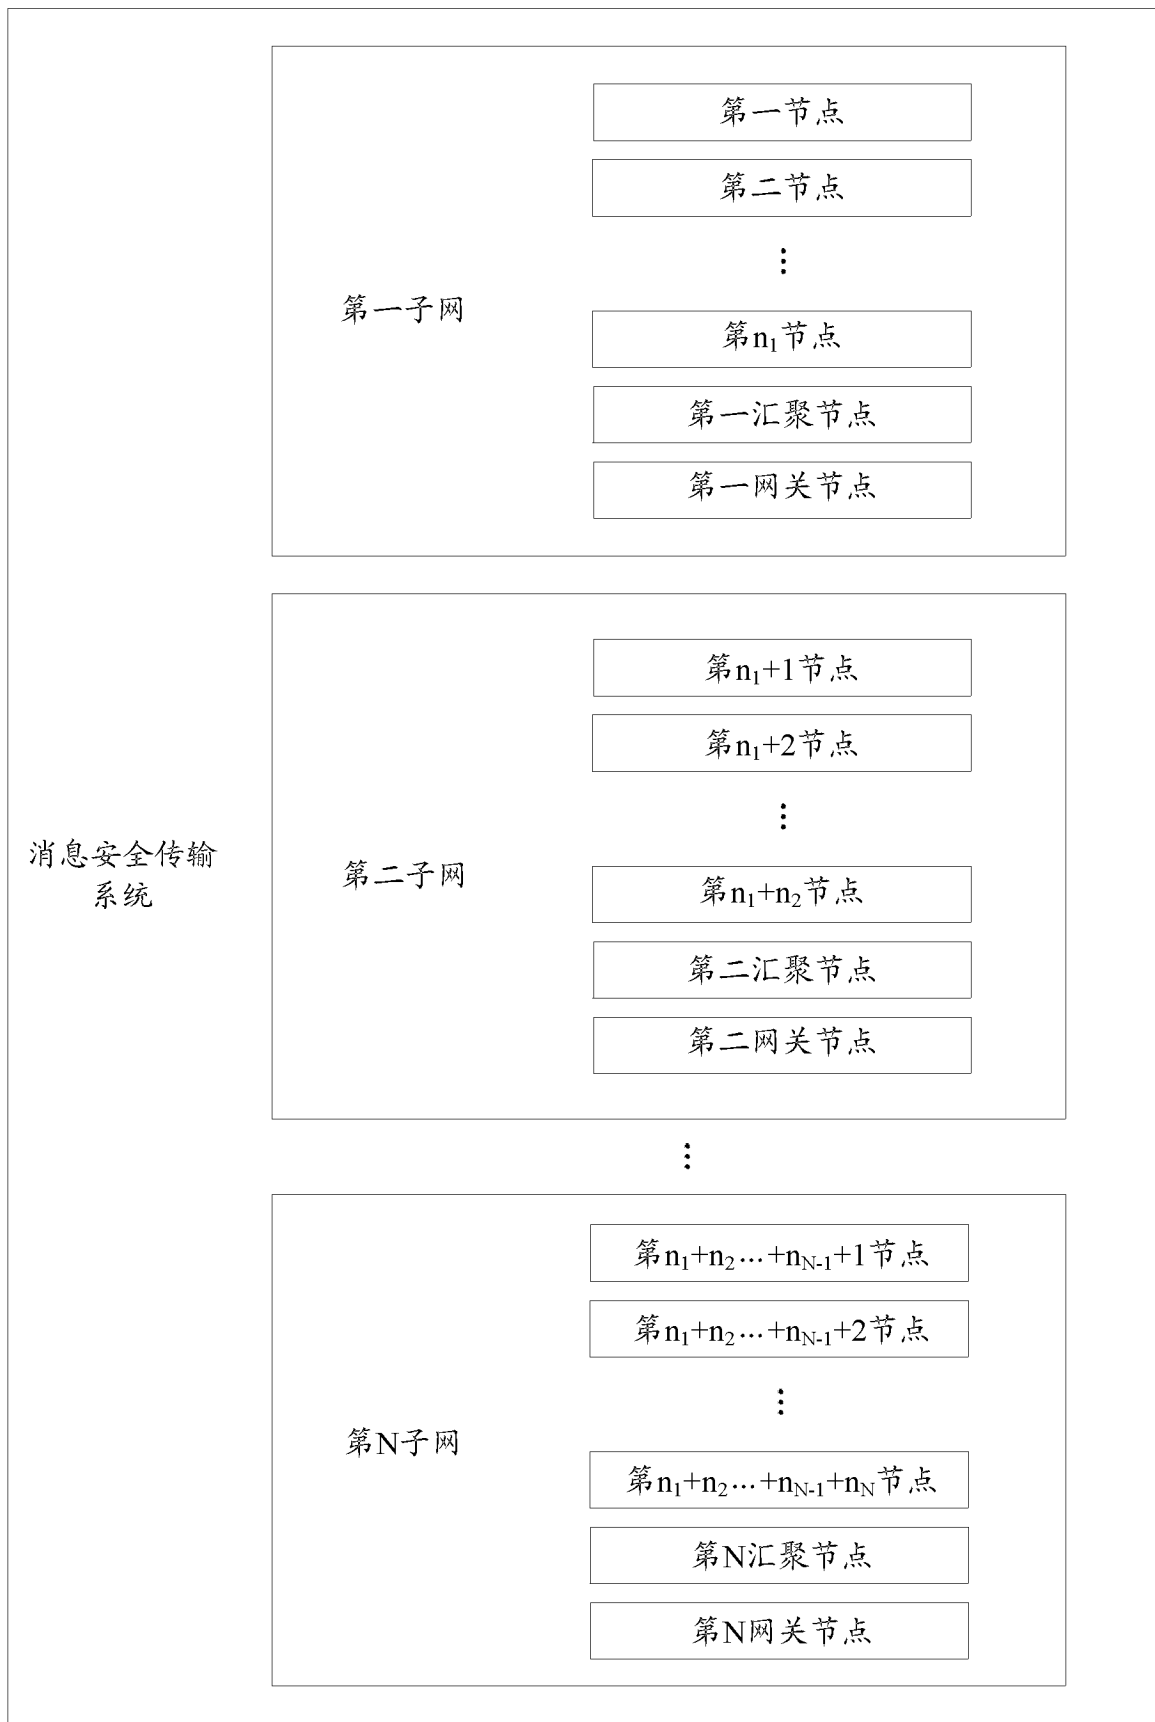 第一节点
第二节点
⋮
第一子网
第n₁节点
第一汇聚节点
第一网关节点
第n₁+1节点
第n₁+2节点
⋮
消息安全传输
系统
第二子网
第n₁+n₂节点
第二汇聚节点
第二网关节点
⋮
第n₁+n₂…+n_{N-1}+1节点
第n₁+n₂…+n_{N-1}+2节点
⋮
第N子网
第n₁+n₂…+n_{N-1}+n_N节点
第N汇聚节点
第N网关节点